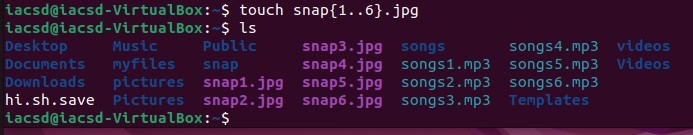 iacsd@iacsd-VirtualBox:~$ touch snap{1..6}.jpg
iacsd@iacsd-VirtualBox:~$ ls
Desktop    Music     Public     snap3.jpg  songs      songs4.mp3  videos
Documents  myfiles   snap       snap4.jpg  songs1.mp3  songs5.mp3  Videos
Downloads  pictures  snap1.jpg  snap5.jpg  songs2.mp3  songs6.mp3
hi.sh.save  Pictures  snap2.jpg  snap6.jpg  songs3.mp3  Templates
iacsd@iacsd-VirtualBox:~$